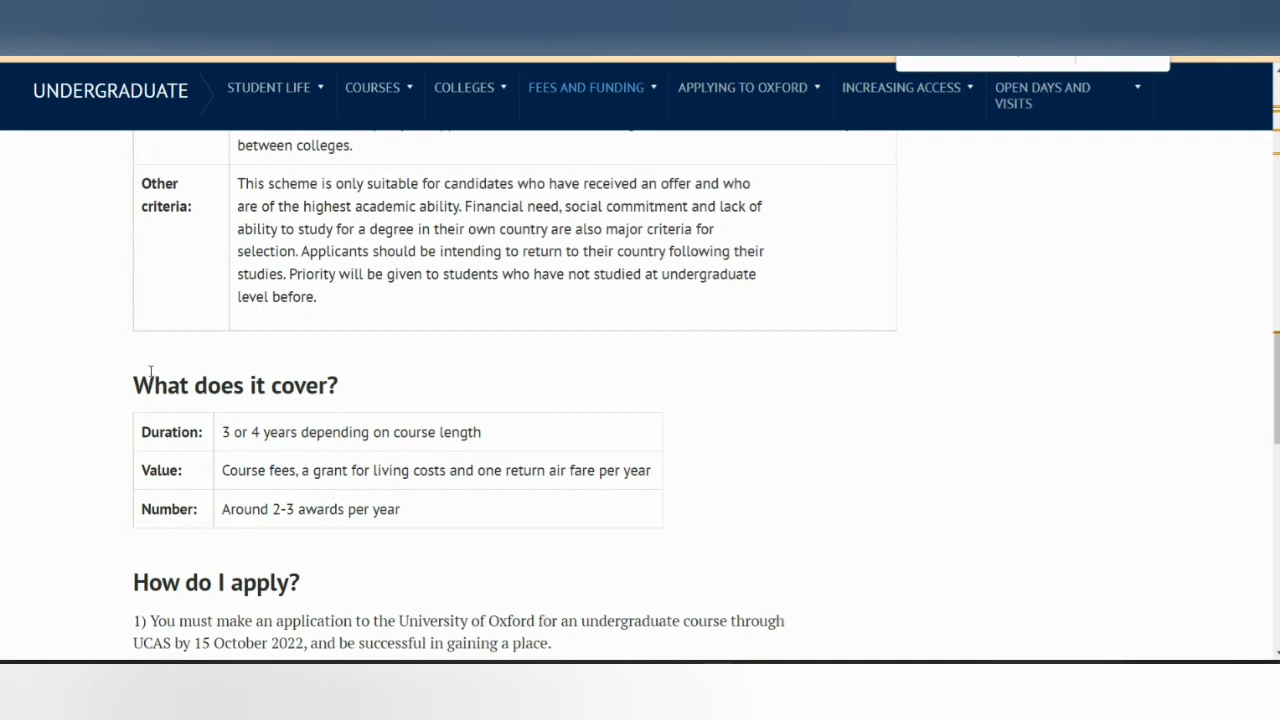 UNDERGRADUATE
STUDENT LIFE
COURSES
COLLEGES
FEES AND FUNDING
APPLYING TO OXFORD
INCREASING ACCESS
OPEN DAYS AND
VISITS
between colleges.
Other
criteria:
This scheme is only suitable for candidates who have received an offer and who
are of the highest academic ability. Financial need, social commitment and lack of
ability to study for a degree in their own country are also major criteria for
selection. Applicants should be intending to return to their country following their
studies. Priority will be given to students who have not studied at undergraduate
level before.
What does it cover?
Duration: 3 or 4 years depending on course length
Value: Course fees, a grant for living costs and one return air fare per year
Number: Around 2-3 awards per year
How do I apply?
1) You must make an application to the University of Oxford for an undergraduate course through
UCAS by 15 October 2022, and be successful in gaining a place.